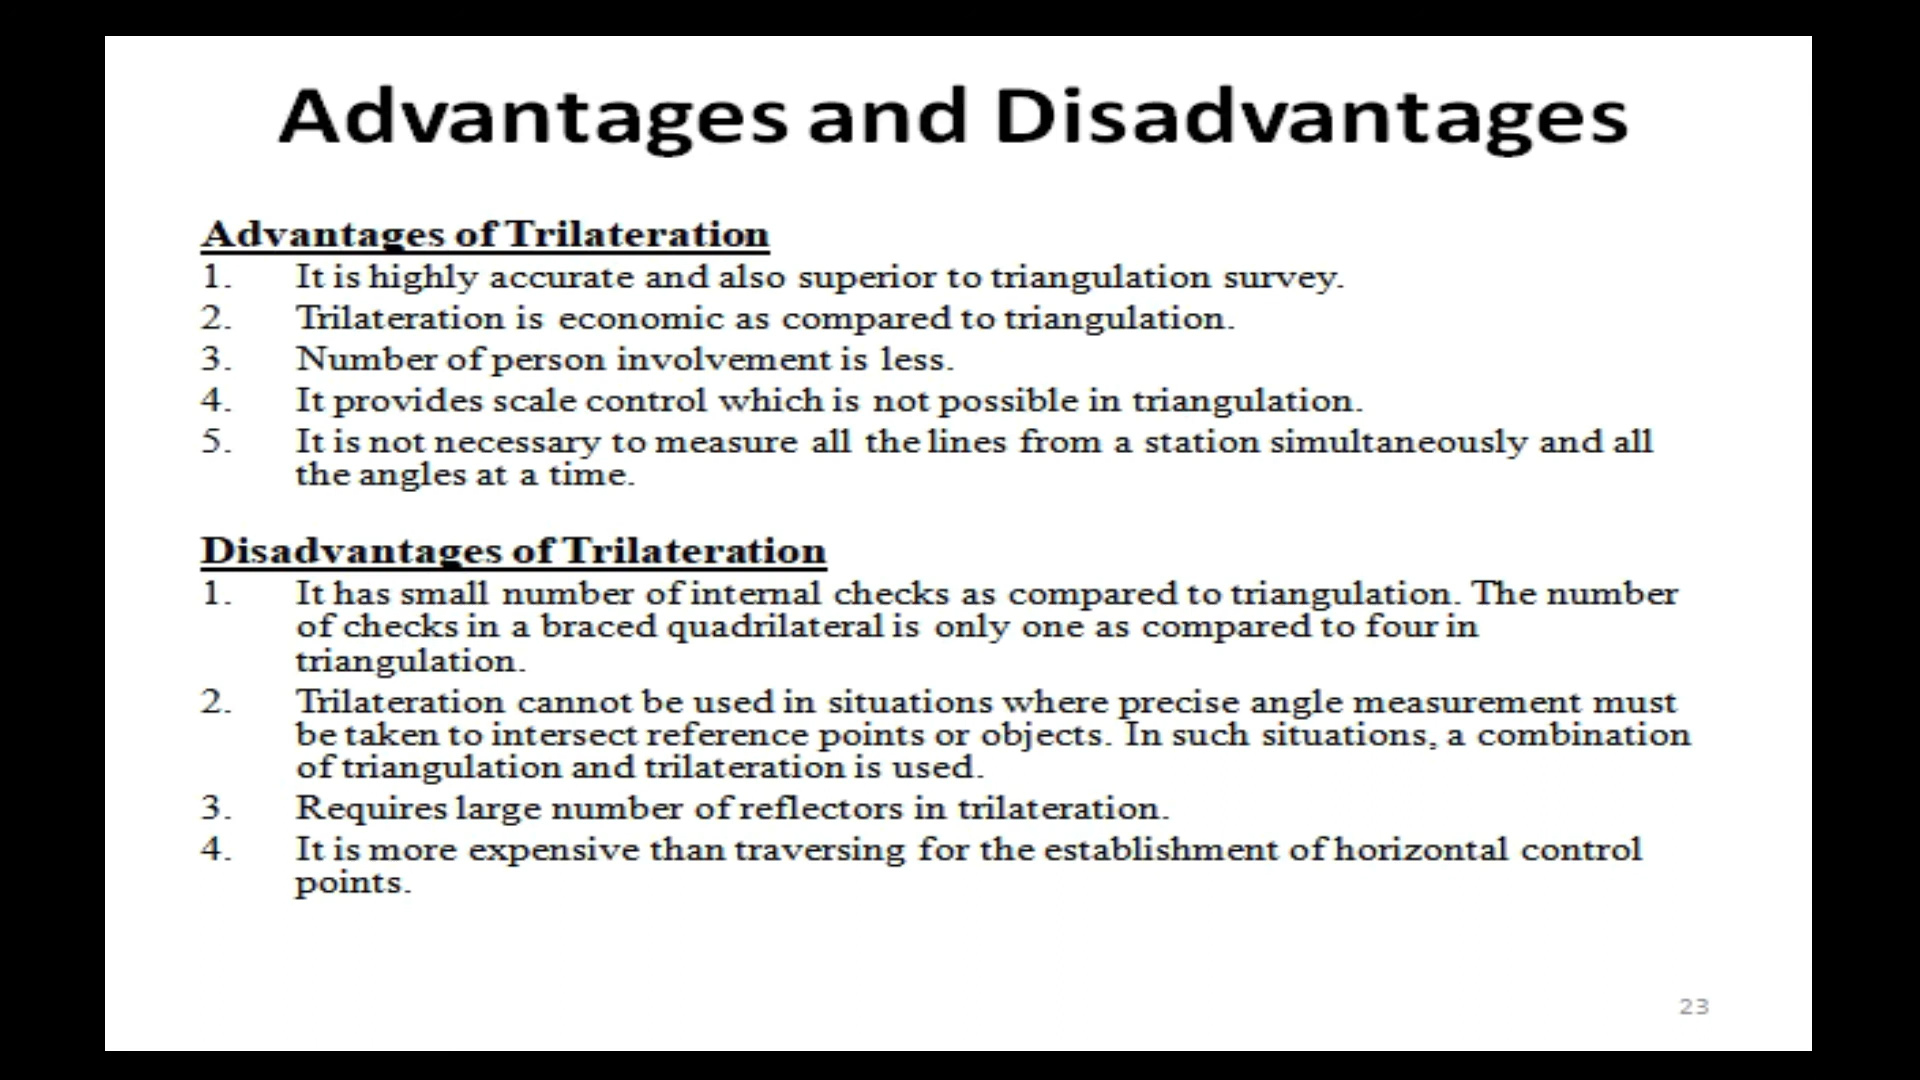 Advantages and Disadvantages
Advantages of Trilateration
1. It is highly accurate and also superior to triangulation survey.
2. Trilateration is economic as compared to triangulation.
3. Number of person involvement is less.
4. It provides scale control which is not possible in triangulation.
5. It is not necessary to measure all the lines from a station simultaneously and all
the angles at a time.
Disadvantages of Trilateration
1. It has small number of internal checks as compared to triangulation. The number
of checks in a braced quadrilateral is only one as compared to four in
triangulation.
2. Trilateration cannot be used in situations where precise angle measurement must
be taken to intersect reference points or objects. In such situations, a combination
of triangulation and trilateration is used.
3. Requires large number of reflectors in trilateration.
4. It is more expensive than traversing for the establishment of horizontal control
points.
23